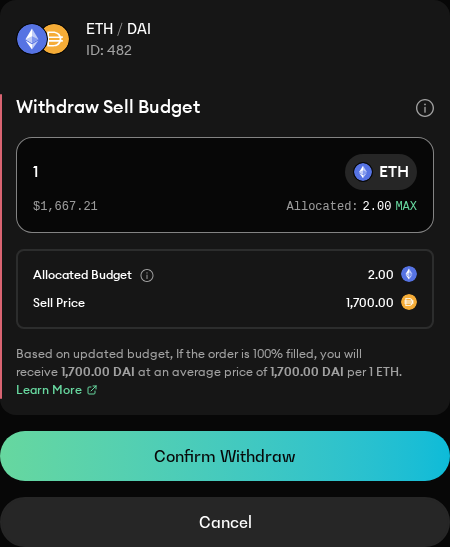 ETH / DAI
ID: 482
Withdraw Sell Budget
1
ETH
$1,667.21
Allocated: 2.00 MAX
Allocated Budget
2.00
Sell Price
1,700.00
Based on updated budget, If the order is 100% filled, you will
receive 1,700.00 DAI at an average price of 1,700.00 DAI per 1 ETH.
Learn More
Confirm Withdraw
Cancel